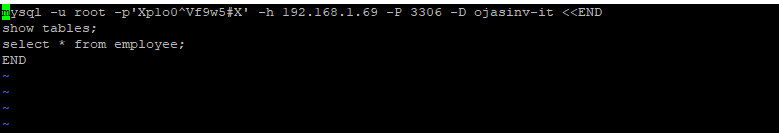 mysql -u root -p'Xplo0^Vf9w5#X' -h 192.168.1.69 -P 3306 -D ojasinv-it <<END
show tables;
select * from employee;
END
~
~
~
~